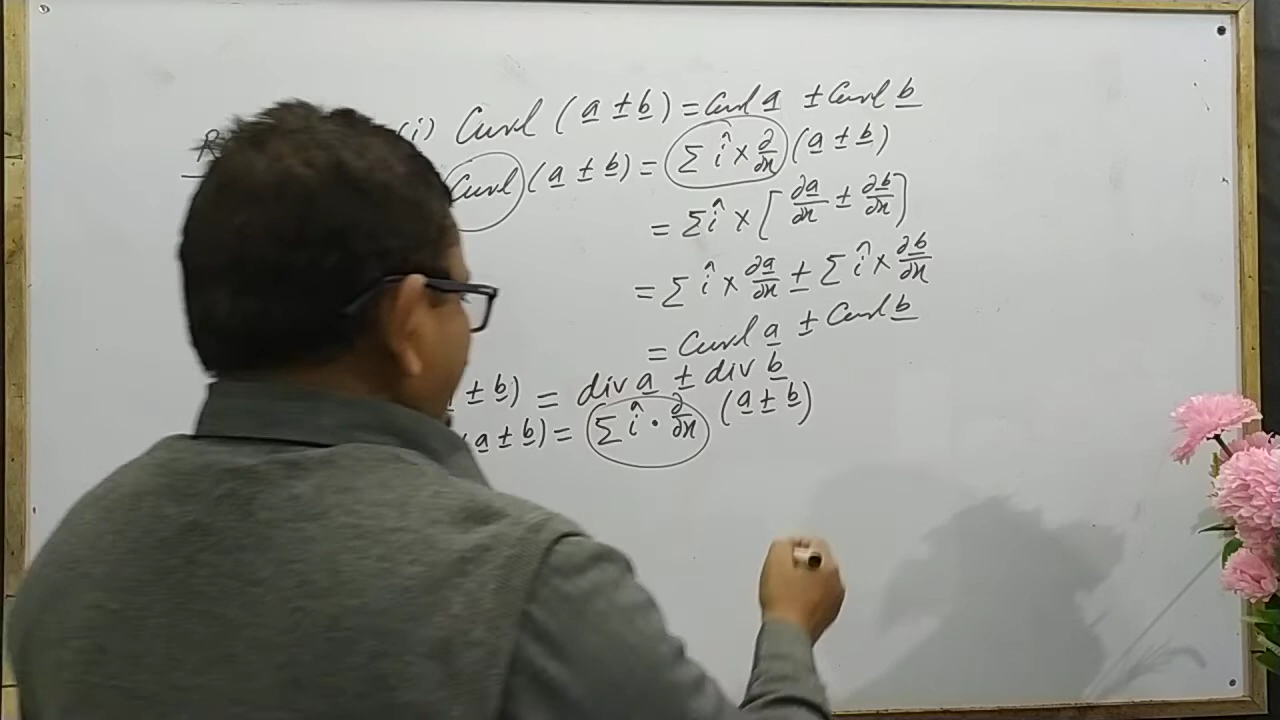 (i) Curl (a ± b) = Curl a ± Curl b
Curl (a ± b) = Σ î × ∂/∂x (a ± b)
= Σ î × [∂a/∂x ± ∂b/∂x]
= Σ î × ∂a/∂x ± Σ î × ∂b/∂x
= Curl a ± Curl b
± b) = div a ± div b
(a ± b) = Σ î · ∂/∂x (a ± b)